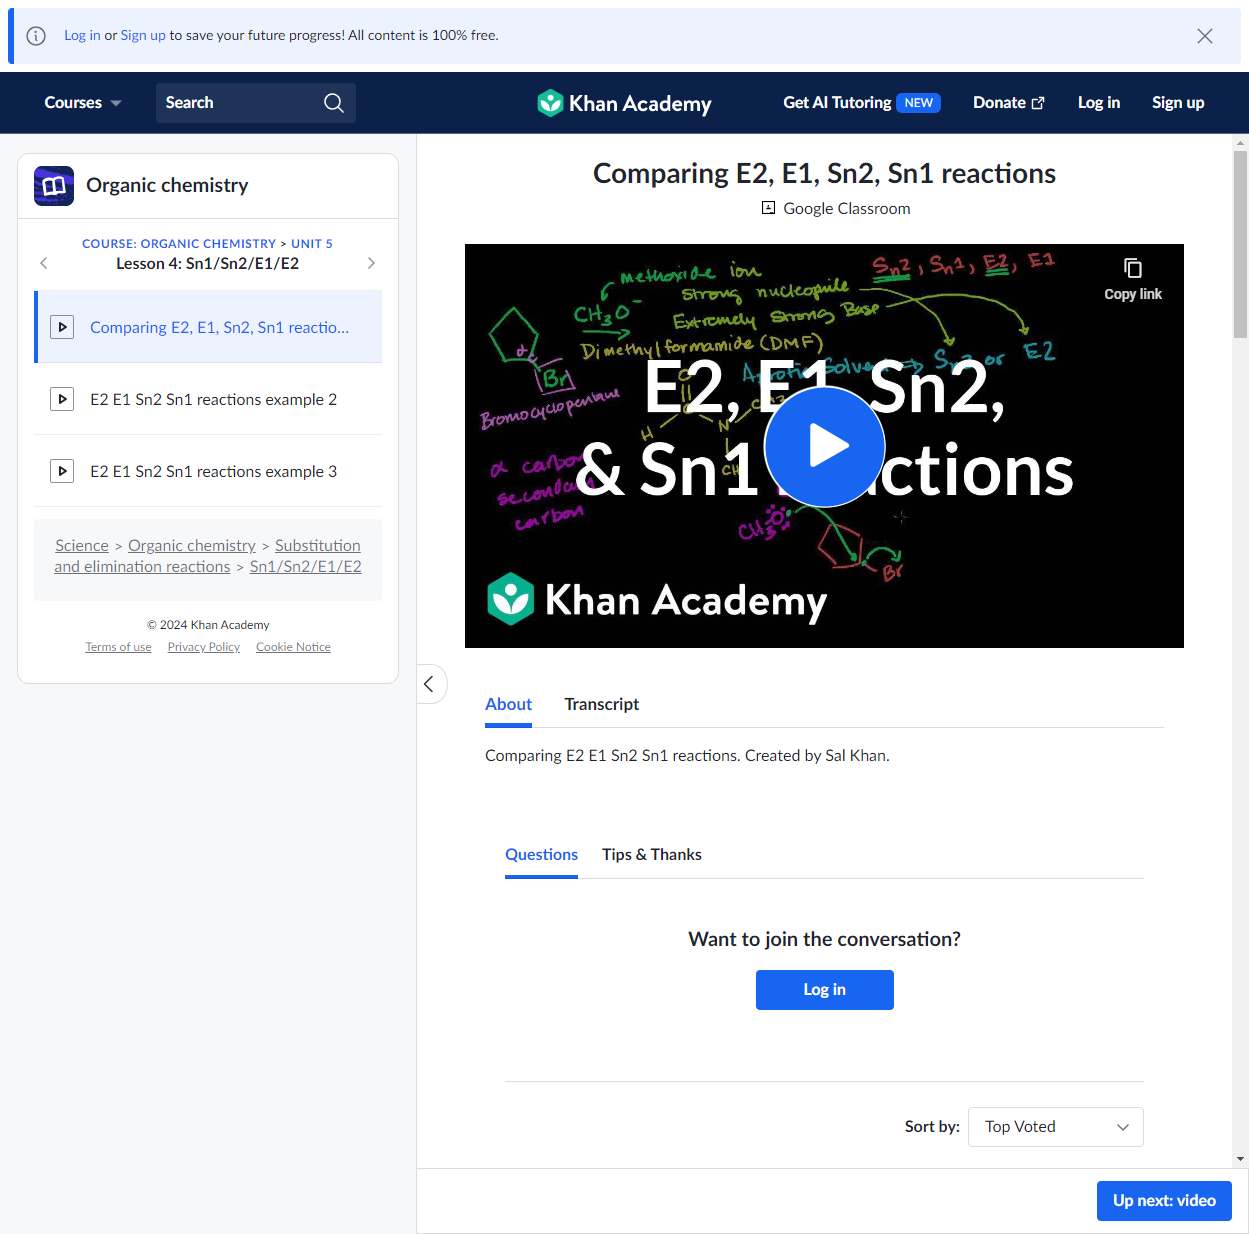 Log in or Sign up to save your future progress! All content is 100% free.
Courses
Search
Khan Academy
Get AI Tutoring NEW
Donate
Log in
Sign up
Organic chemistry
COURSE: ORGANIC CHEMISTRY > UNIT 5
Lesson 4: Sn1/Sn2/E1/E2
Comparing E2, E1, Sn2, Sn1 reactio...
E2 E1 Sn2 Sn1 reactions example 2
E2 E1 Sn2 Sn1 reactions example 3
Science > Organic chemistry > Substitution
and elimination reactions > Sn1/Sn2/E1/E2
© 2024 Khan Academy
Terms of use Privacy Policy Cookie Notice
Comparing E2, E1, Sn2, Sn1 reactions
Google Classroom
methoxide ion
Sn2, Sn1, E2, E1
Copy link
strong nucleophile
CH3O-
Extremely Strong Base
Dimethylformamide (DMF)
Aprotic Solvent => Sn2 or E2
α
Br
Bromocyclopentane
O
H
N
E2, E1, Sn2,
& Sn1
α carbon
secondary
carbon
CH3O
Br
Khan Academy
About
Transcript
Comparing E2 E1 Sn2 Sn1 reactions. Created by Sal Khan.
Questions
Tips & Thanks
Want to join the conversation?
Log in
Sort by:
Top Voted
Up next: video